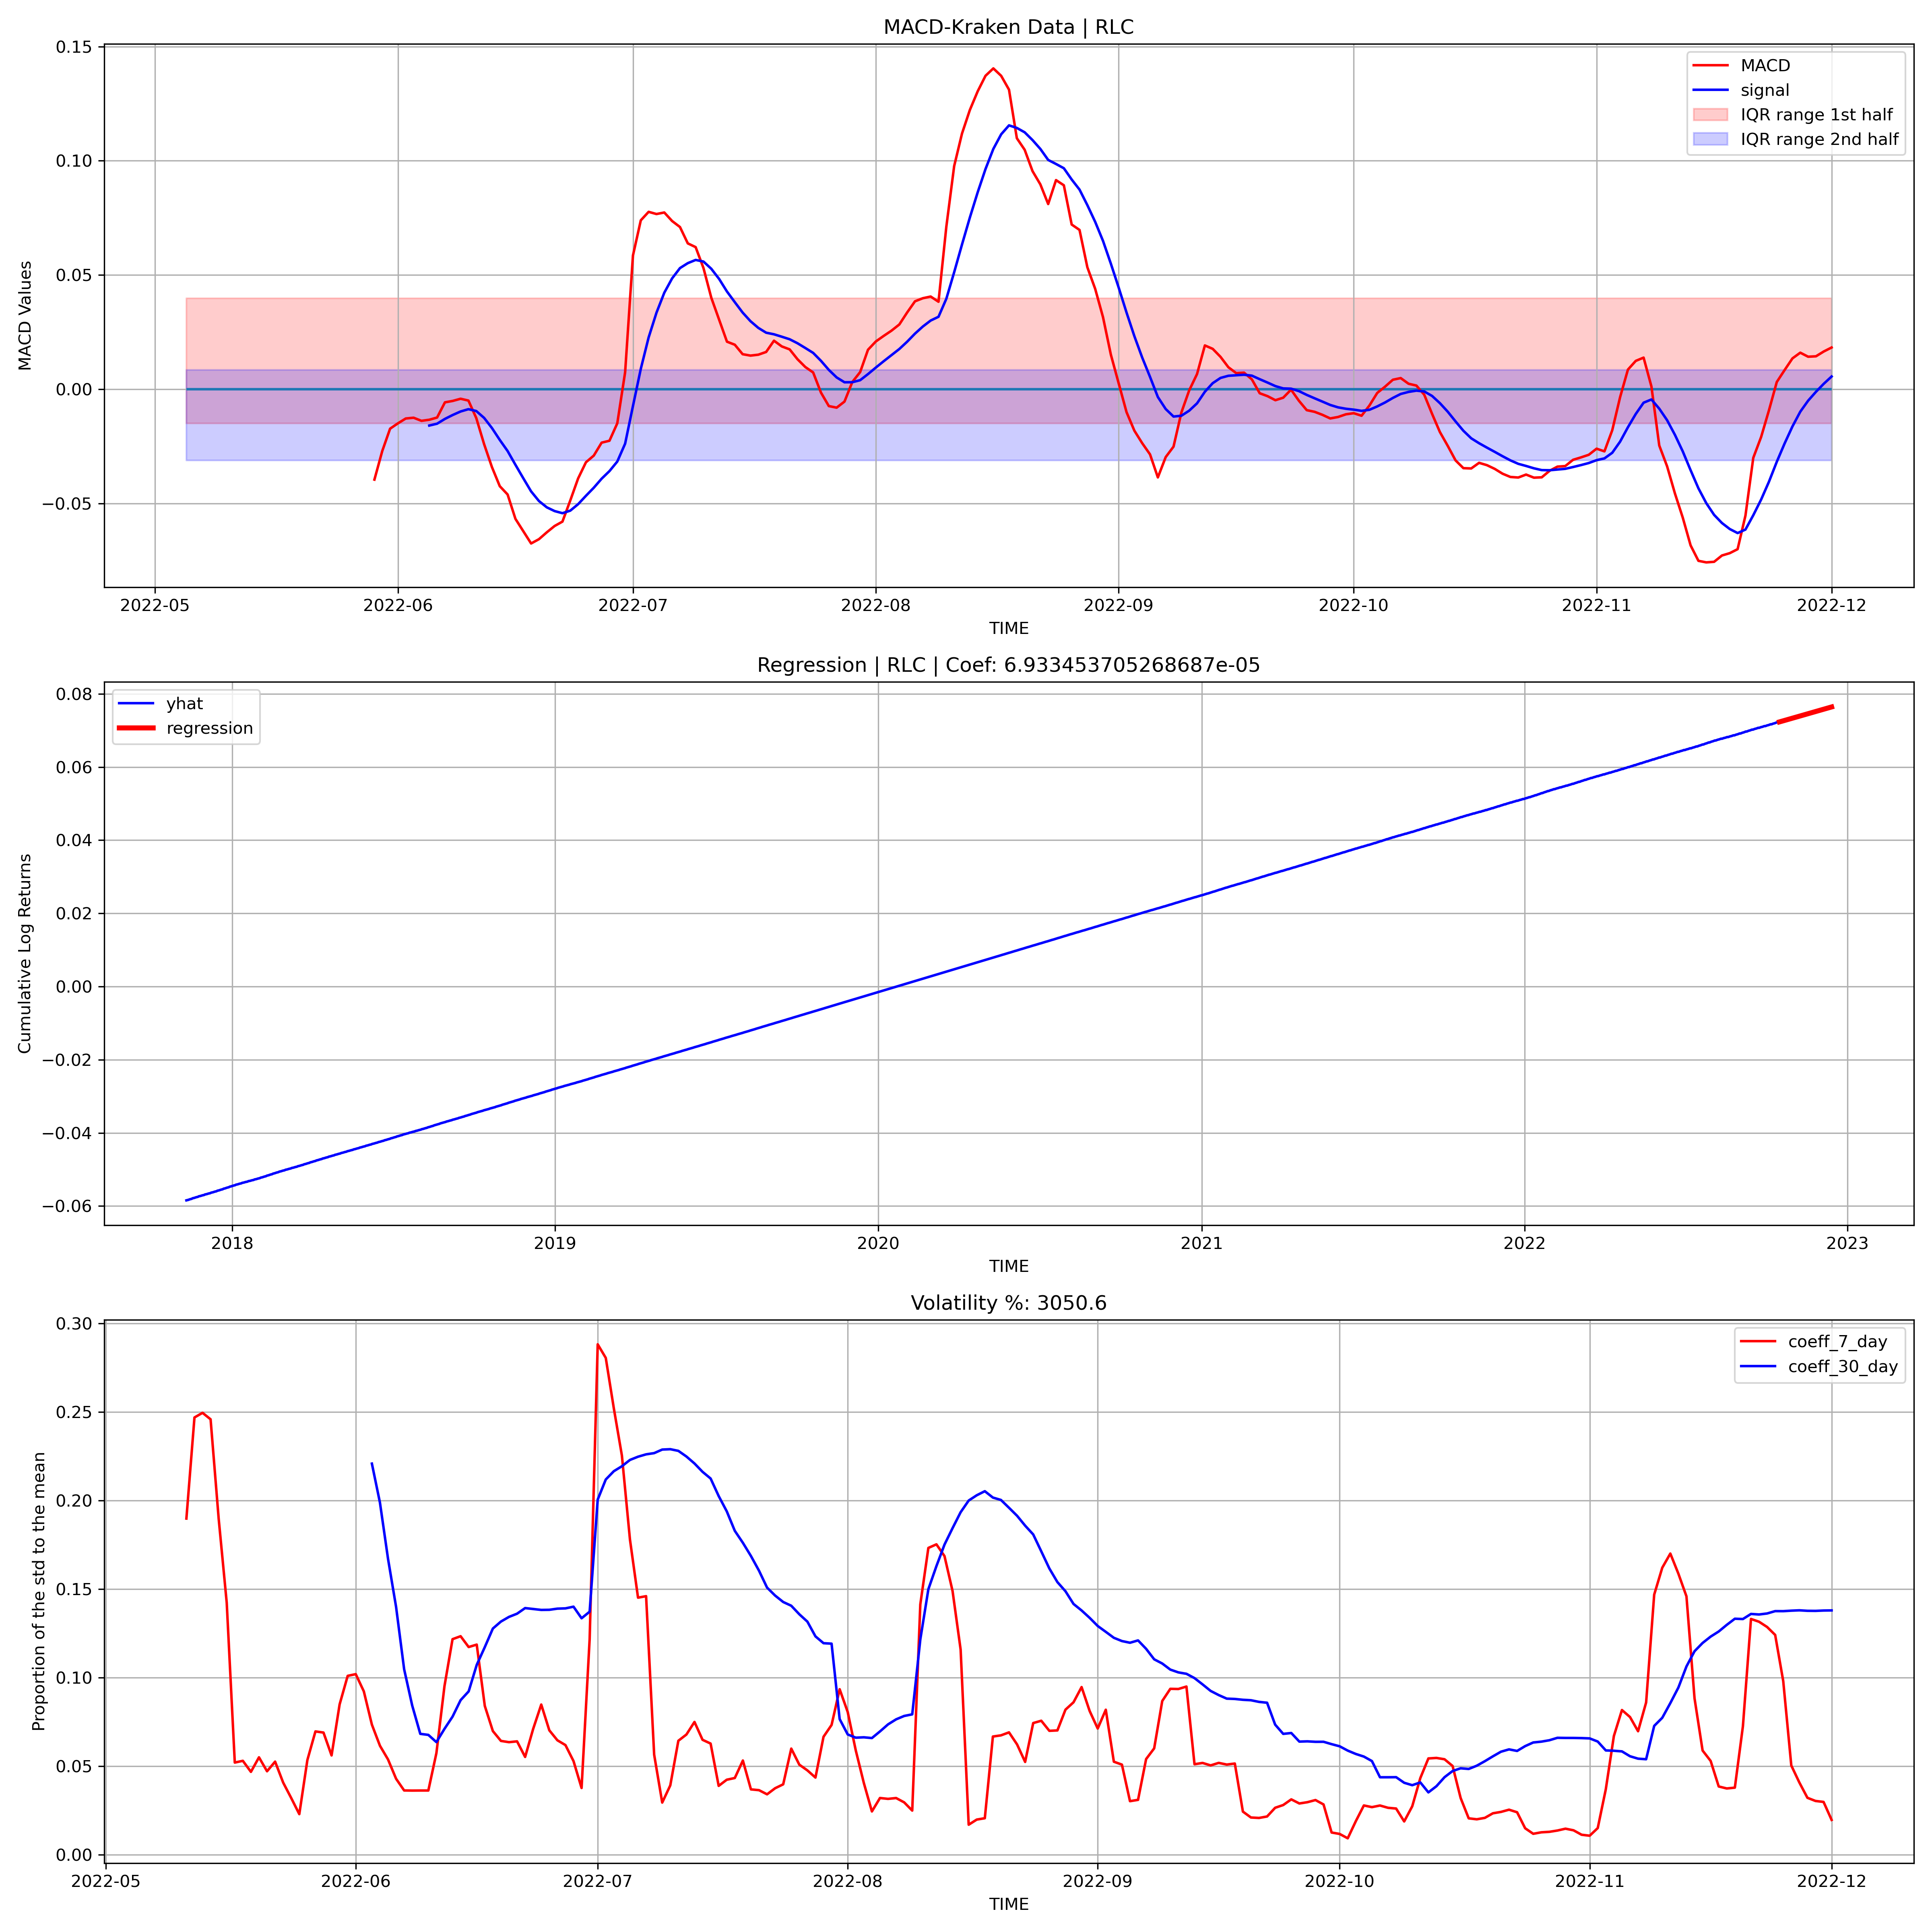 MACD-Kraken Data | RLC
MACD Values
0.15
0.10
0.05
0.00
−0.05
MACD
signal
IQR range 1st half
IQR range 2nd half
2022-05 2022-06 2022-07 2022-08 2022-09 2022-10 2022-11 2022-12
TIME
Regression | RLC | Coef: 6.933453705268687e-05
Cumulative Log Returns
0.08
0.06
0.04
0.02
0.00
−0.02
−0.04
−0.06
yhat
regression
2018 2019 2020 2021 2022 2023
TIME
Volatility %: 3050.6
Proportion of the std to the mean
0.30
0.25
0.20
0.15
0.10
0.05
0.00
coeff_7_day
coeff_30_day
2022-05 2022-06 2022-07 2022-08 2022-09 2022-10 2022-11 2022-12
TIME